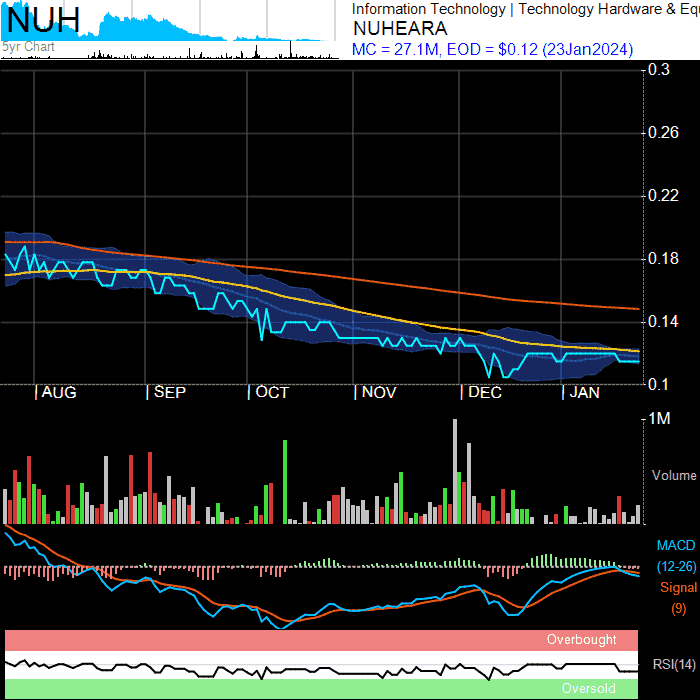 NUH
5yr Chart
Information Technology | Technology Hardware & Equ
NUHEARA
MC = 27.1M, EOD = $0.12 (23Jan2024)
0.3
0.26
0.22
0.18
0.14
0.1
| AUG | SEP | OCT | NOV | DEC | JAN
1M
Volume
MACD
(12-26)
Signal
(9)
Overbought
RSI(14)
Oversold